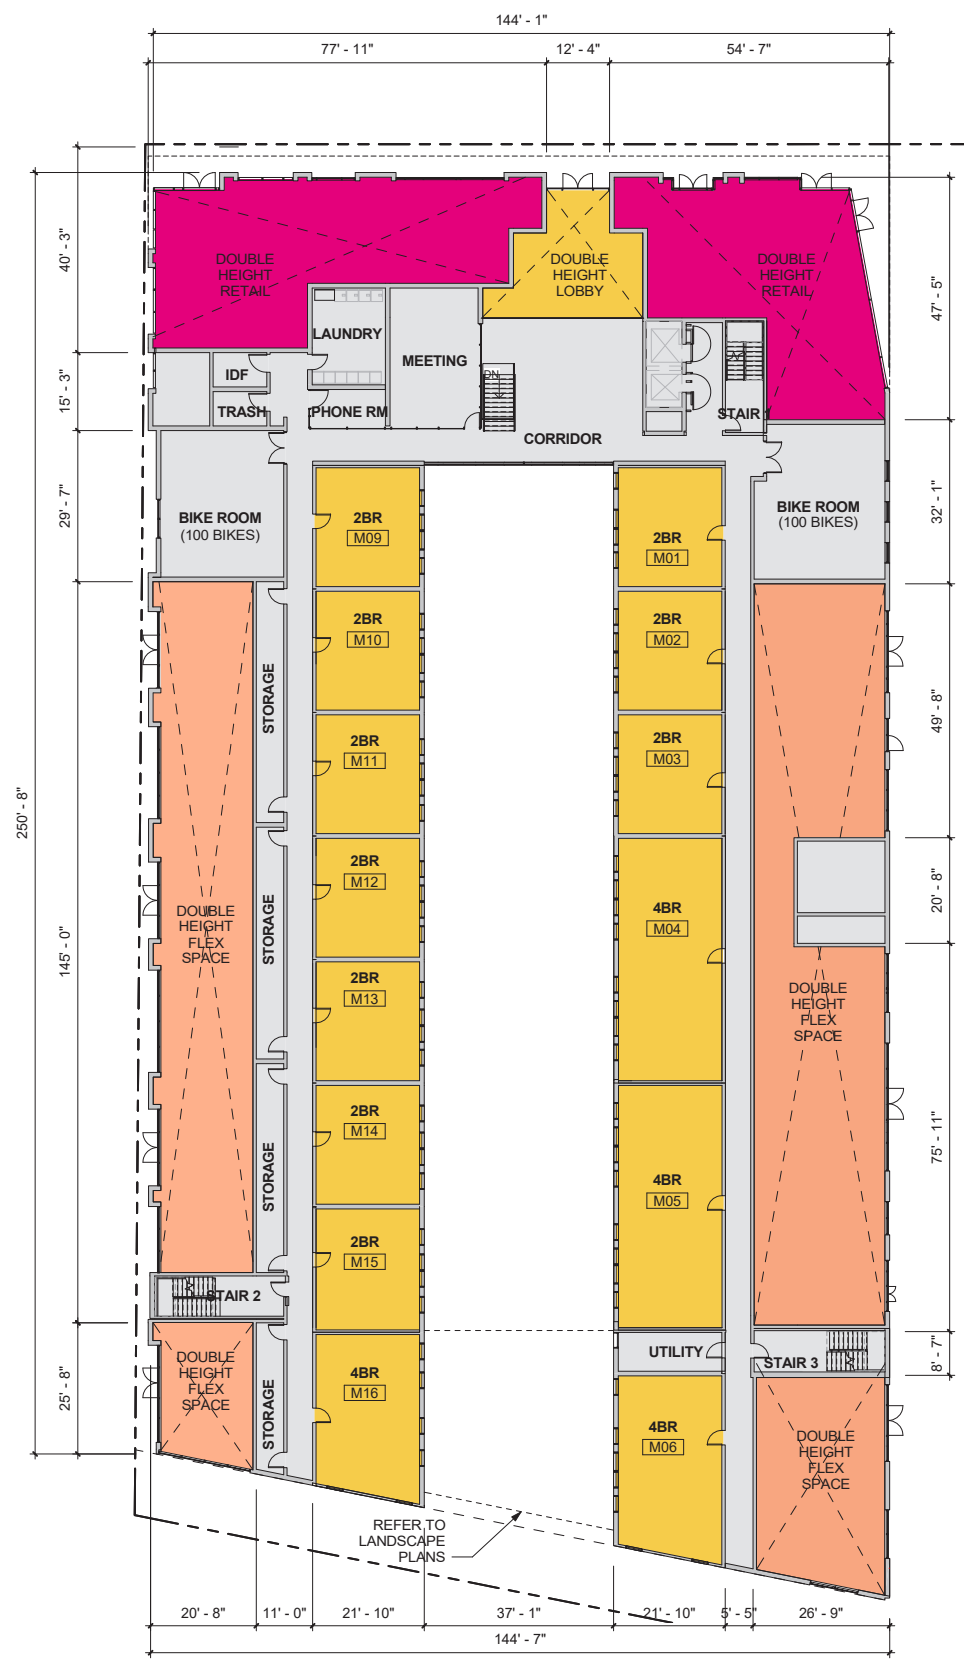 144' - 1"
77' - 11"
12' - 4"
54' - 7"
40' - 3"
47' - 5"
DOUBLE
HEIGHT
RETAIL
DOUBLE
HEIGHT
LOBBY
DOUBLE
HEIGHT
RETAIL
LAUNDRY
MEETING
IDF
TRASH
PHONE RM
DN
STAIR 1
CORRIDOR
15' - 3"
29' - 7"
32' - 1"
BIKE ROOM
(100 BIKES)
BIKE ROOM
(100 BIKES)
2BR
M09
2BR
M01
2BR
M10
2BR
M02
STORAGE
2BR
M11
2BR
M03
49' - 8"
250' - 8"
2BR
M12
4BR
M04
20' - 8"
145' - 0"
DOUBLE
HEIGHT
FLEX
SPACE
STORAGE
2BR
M13
DOUBLE
HEIGHT
FLEX
SPACE
2BR
M14
75' - 11"
STORAGE
4BR
M05
2BR
M15
STAIR 2
UTILITY
STAIR 3
8' - 7"
DOUBLE
HEIGHT
FLEX
SPACE
25' - 8"
STORAGE
4BR
M16
4BR
M06
DOUBLE
HEIGHT
FLEX
SPACE
REFER TO
LANDSCAPE
PLANS
20' - 8"
11' - 0"
21' - 10"
37' - 1"
21' - 10"
5' - 5"
26' - 9"
144' - 7"